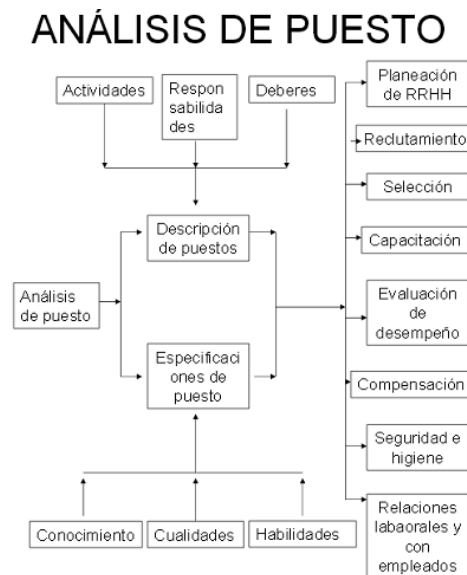 ANÁLISIS DE PUESTO
Actividades
Respon
sabilida
des
Deberes
Planeación
de RRHH
Reclutamiento
Selección
Descripción
de puestos
Capacitación
Análisis
de puesto
Evaluación
de
desempeño
Especificaci
ones de
puesto
Compensación
Seguridad e
higiene
Conocimiento
Cualidades
Habilidades
Relaciones
labaorales y
con
empleados